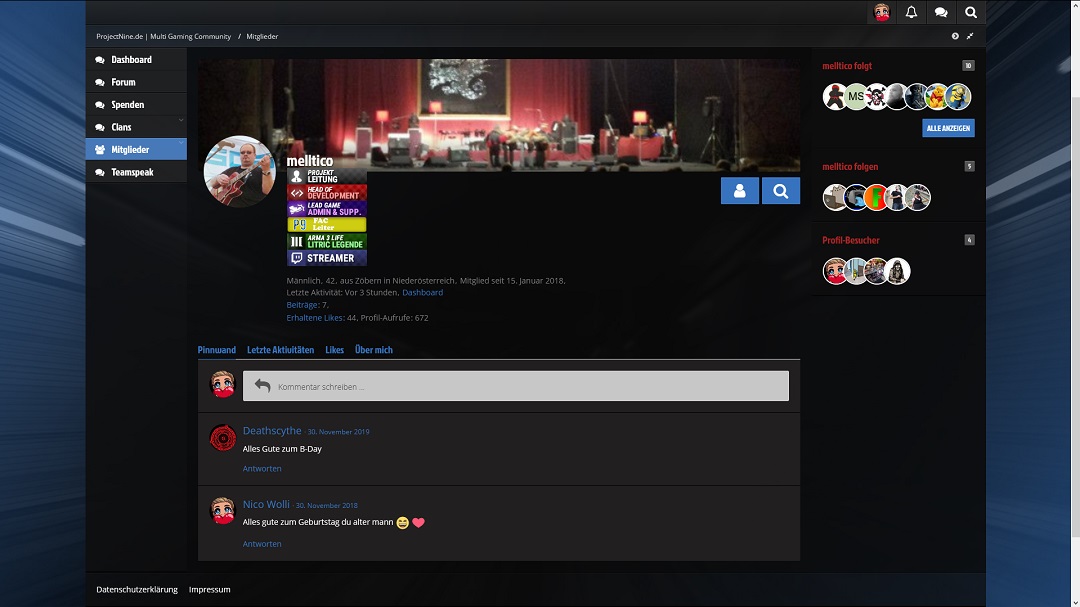 ProjectNine.de | Multi Gaming Community / Mitglieder
Dashboard
Forum
Spenden
Clans
Mitglieder
Teamspeak
melltico
PROJEKT
LEITUNG
HEAD OF
DEVELOPMENT
LEAD GAME
ADMIN & SUPP.
P9 FAC
Leiter
ARMA 3 LIFE
LITRIC LEGENDE
STREAMER
Männlich, 42, aus Zöbern in Niederösterreich, Mitglied seit 15. Januar 2018,
Letzte Aktivität: Vor 3 Stunden, Dashboard
Beiträge: 7,
Erhaltene Likes: 44, Profil-Aufrufe: 672
Pinnwand Letzte Aktivitäten Likes Über mich
Kommentar schreiben ...
Deathscythe - 30. November 2019
Alles Gute zum B-Day
Antworten
Nico Wolli - 30. November 2018
Alles gute zum Geburtstag du alter mann 😄 ❤
Antworten
melltico folgt 10
MS
ALLE ANZEIGEN
melltico folgen 5
Profil-Besucher 4
Datenschutzerklärung Impressum